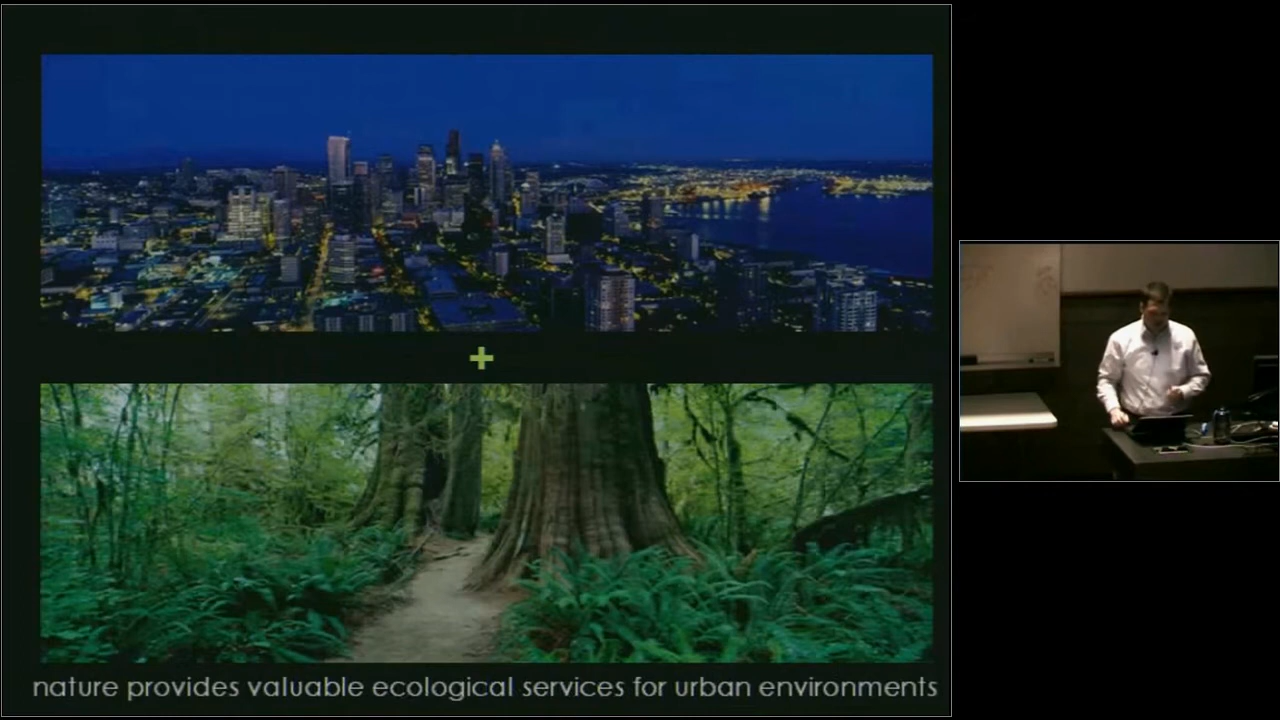 +
nature provides valuable ecological services for urban environments